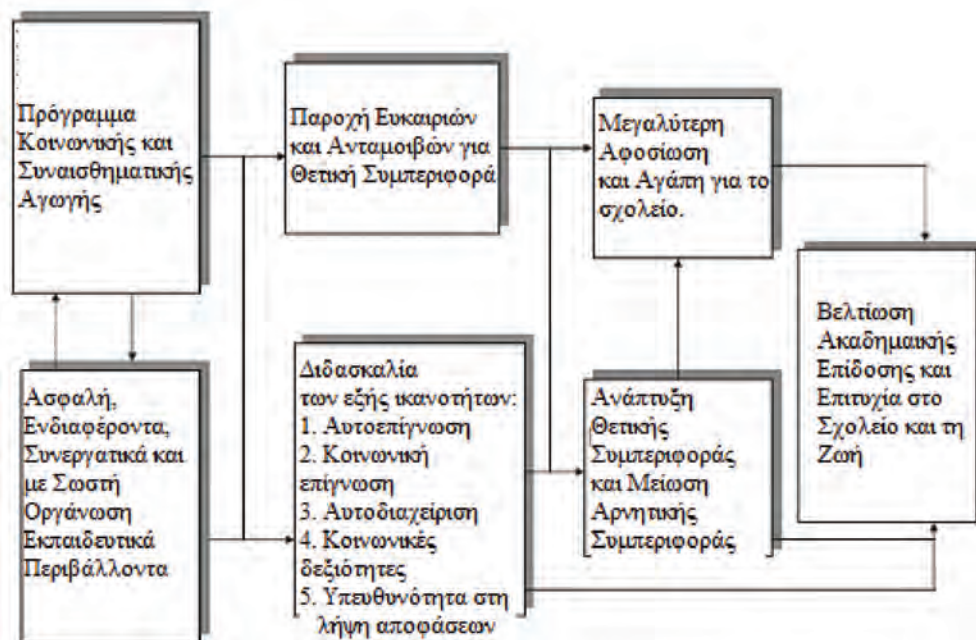 Πρόγραμμα
Κοινωνικής και
Συναισθηματικής
Αγωγής
Παροχή Ευκαιριών
και Ανταμοιβών για
Θετική Συμπεριφορά
Μεγαλύτερη
Αφοσίωση
και Αγάπη για το
σχολείο.
Βελτίωση
Ακαδημαικής
Επίδοσης και
Επιτυχία στο
Σχολείο και τη
Ζωή
Ασφαλή,
Ενδιαφέροντα,
Συνεργατικά και
με Σωστή
Οργάνωση
Εκπαιδευτικά
Περιβάλλοντα
Διδασκαλία
των εξής ικανοτήτων:
1. Αυτοεπίγνωση
2. Κοινωνική
επίγνωση
3. Αυτοδιαχείριση
4. Κοινωνικές
δεξιότητες
5. Υπευθυνότητα στη
λήψη αποφάσεων
Ανάπτυξη
Θετικής
Συμπεριφοράς
και Μείωση
Αρνητικής
Συμπεριφοράς